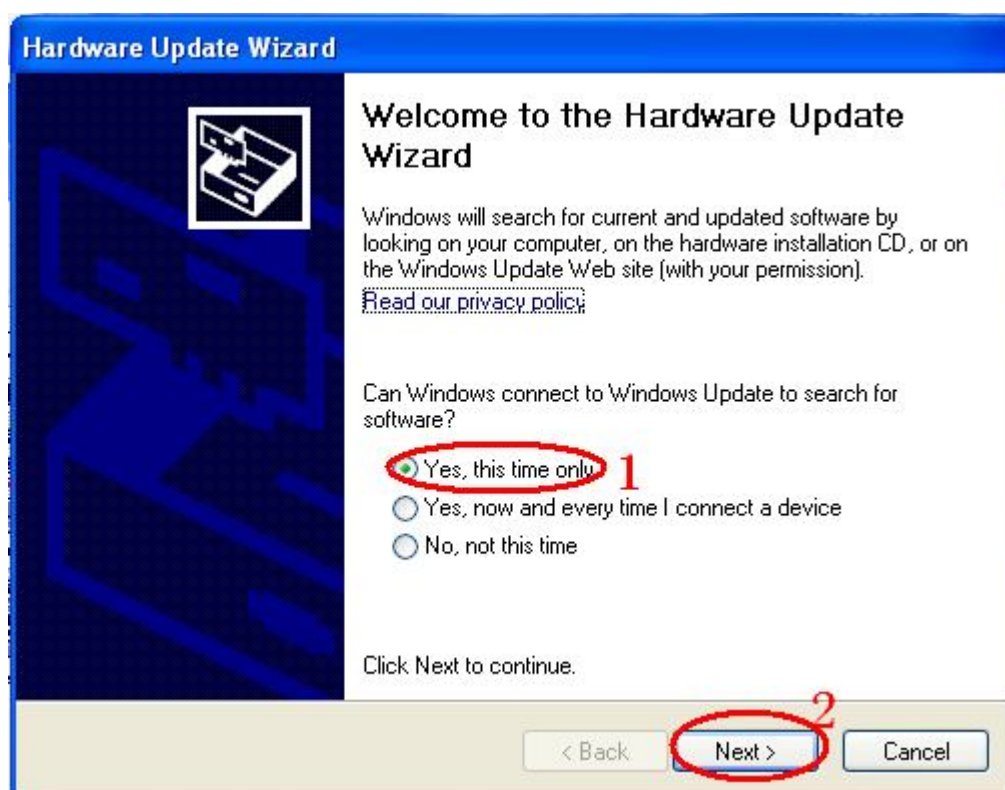 Hardware Update Wizard
Welcome to the Hardware Update
Wizard
Windows will search for current and updated software by
looking on your computer, on the hardware installation CD, or on
the Windows Update Web site (with your permission).
Read our privacy policy
Can Windows connect to Windows Update to search for
software?
Yes, this time only 1
Yes, now and every time I connect a device
No, not this time
Click Next to continue.
2
< Back Next > Cancel